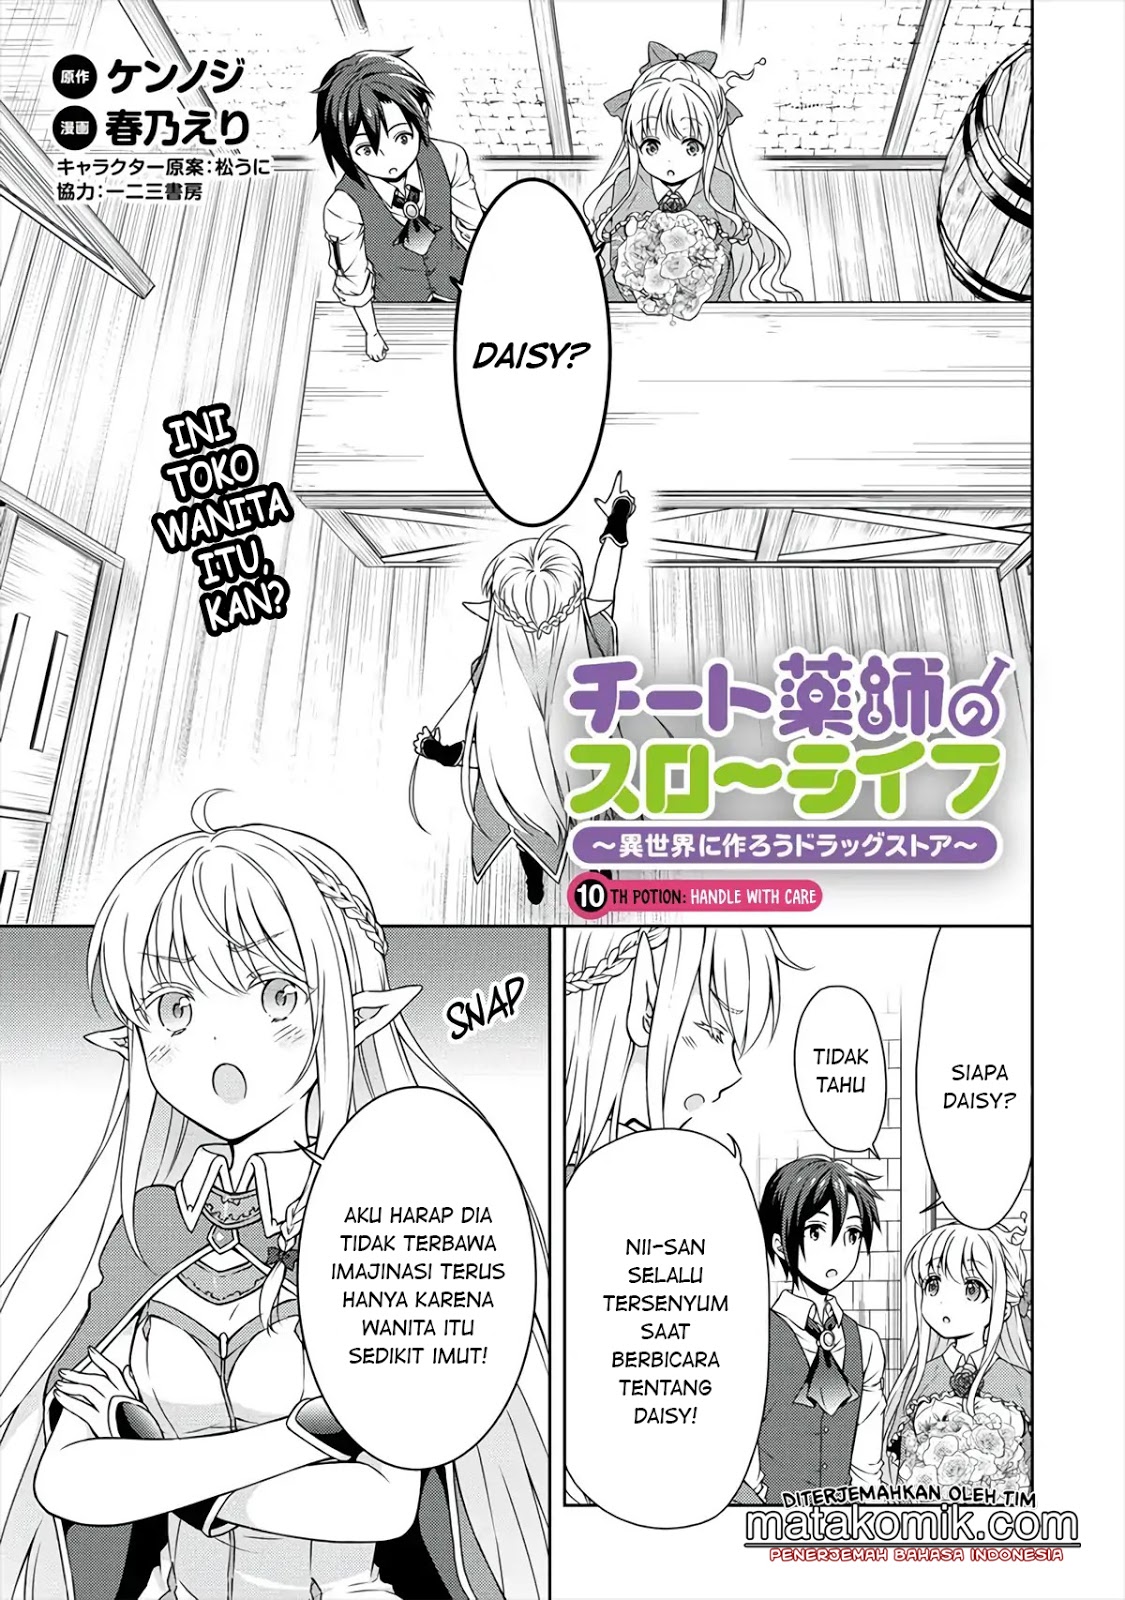 原作 ケンノジ
漫画 春乃えり
キャラクター原案：松うに
協力：一二三書房
DAISY?
INI
TOKO
WANITA
ITU,
KAN?
チート薬師の
スローライフ
～異世界に作ろうドラッグストア～
10TH POTION: HANDLE WITH CARE
SIAPA
DAISY?
TIDAK
TAHU
NII-SAN
SELALU
TERSENYUM
SAAT
BERBICARA
TENTANG
DAISY!
SNAP
AKU HARAP DIA
TIDAK TERBAWA
IMAJINASI TERUS
HANYA KARENA
WANITA ITU
SEDIKIT IMUT!
DITERJEMAHKAN OLEH TIM
matakomik.com
PENERJEMAH BAHASA INDONESIA